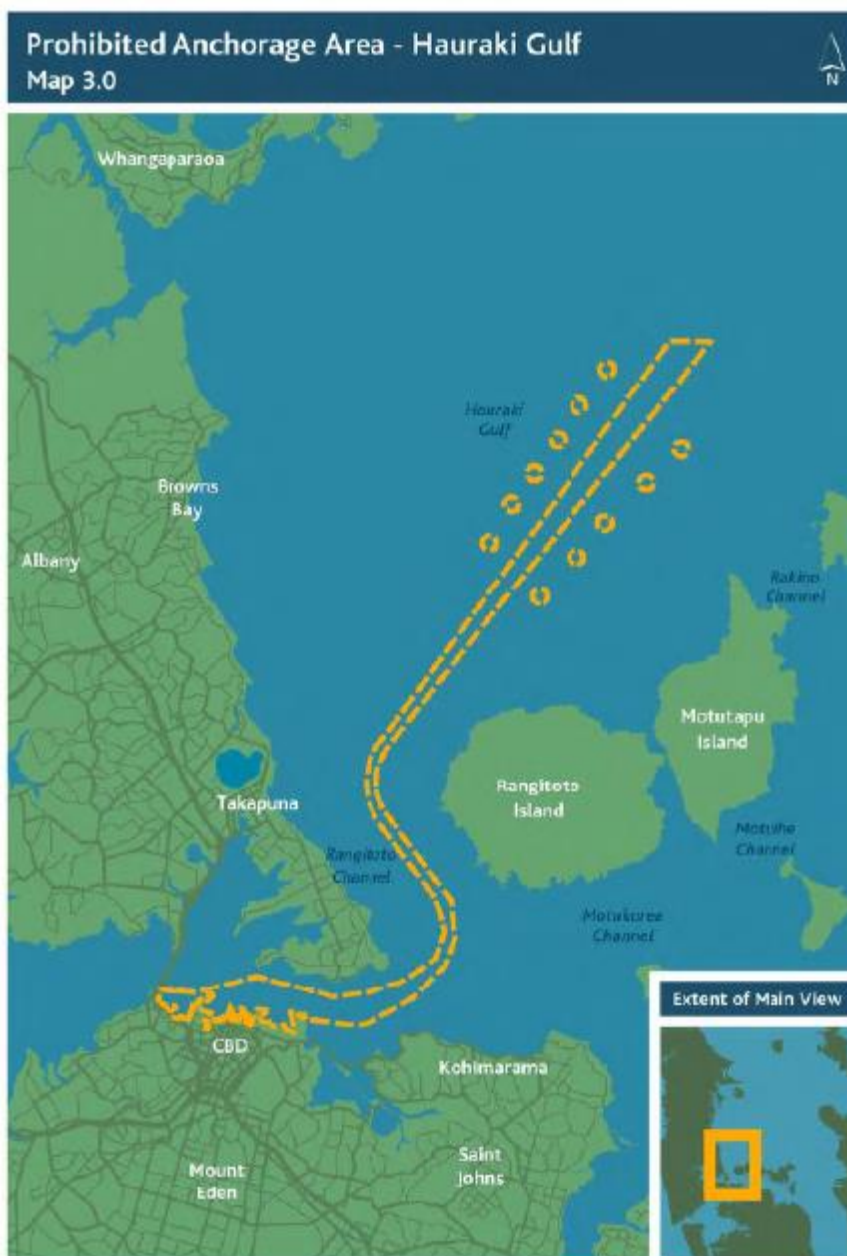 Prohibited Anchorage Area - Hauraki Gulf
Map 3.0
N
Whangaparaoa
Hauraki
Gulf
Browns
Bay
Albany
Rakino
Channel
Motutapu
Island
Rangitoto
Island
Takapuna
Motuihe
Channel
Rangitoto
Channel
Motukorea
Channel
Extent of Main View
CBD
Kohimarama
Saint
Johns
Mount
Eden